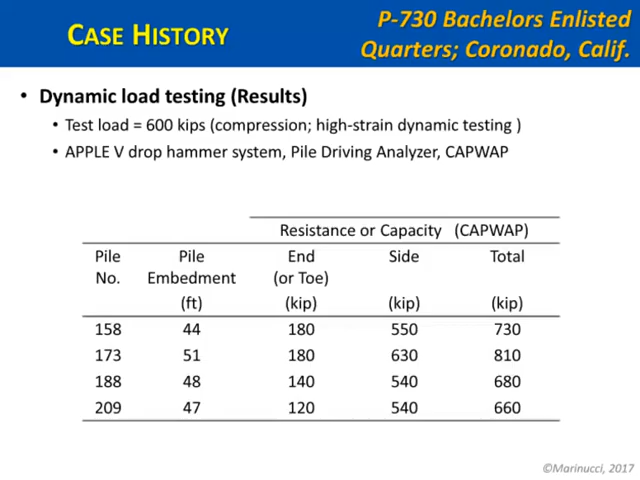 CASE HISTORY
P-730 Bachelors Enlisted
Quarters; Coronado, Calif.
• Dynamic load testing (Results)
• Test load = 600 kips (compression; high-strain dynamic testing )
• APPLE V drop hammer system, Pile Driving Analyzer, CAPWAP
Resistance or Capacity (CAPWAP)
Pile Pile End Side Total
No. Embedment (or Toe)
(ft) (kip) (kip) (kip)
158 44 180 550 730
173 51 180 630 810
188 48 140 540 680
209 47 120 540 660
©Marinucci, 2017